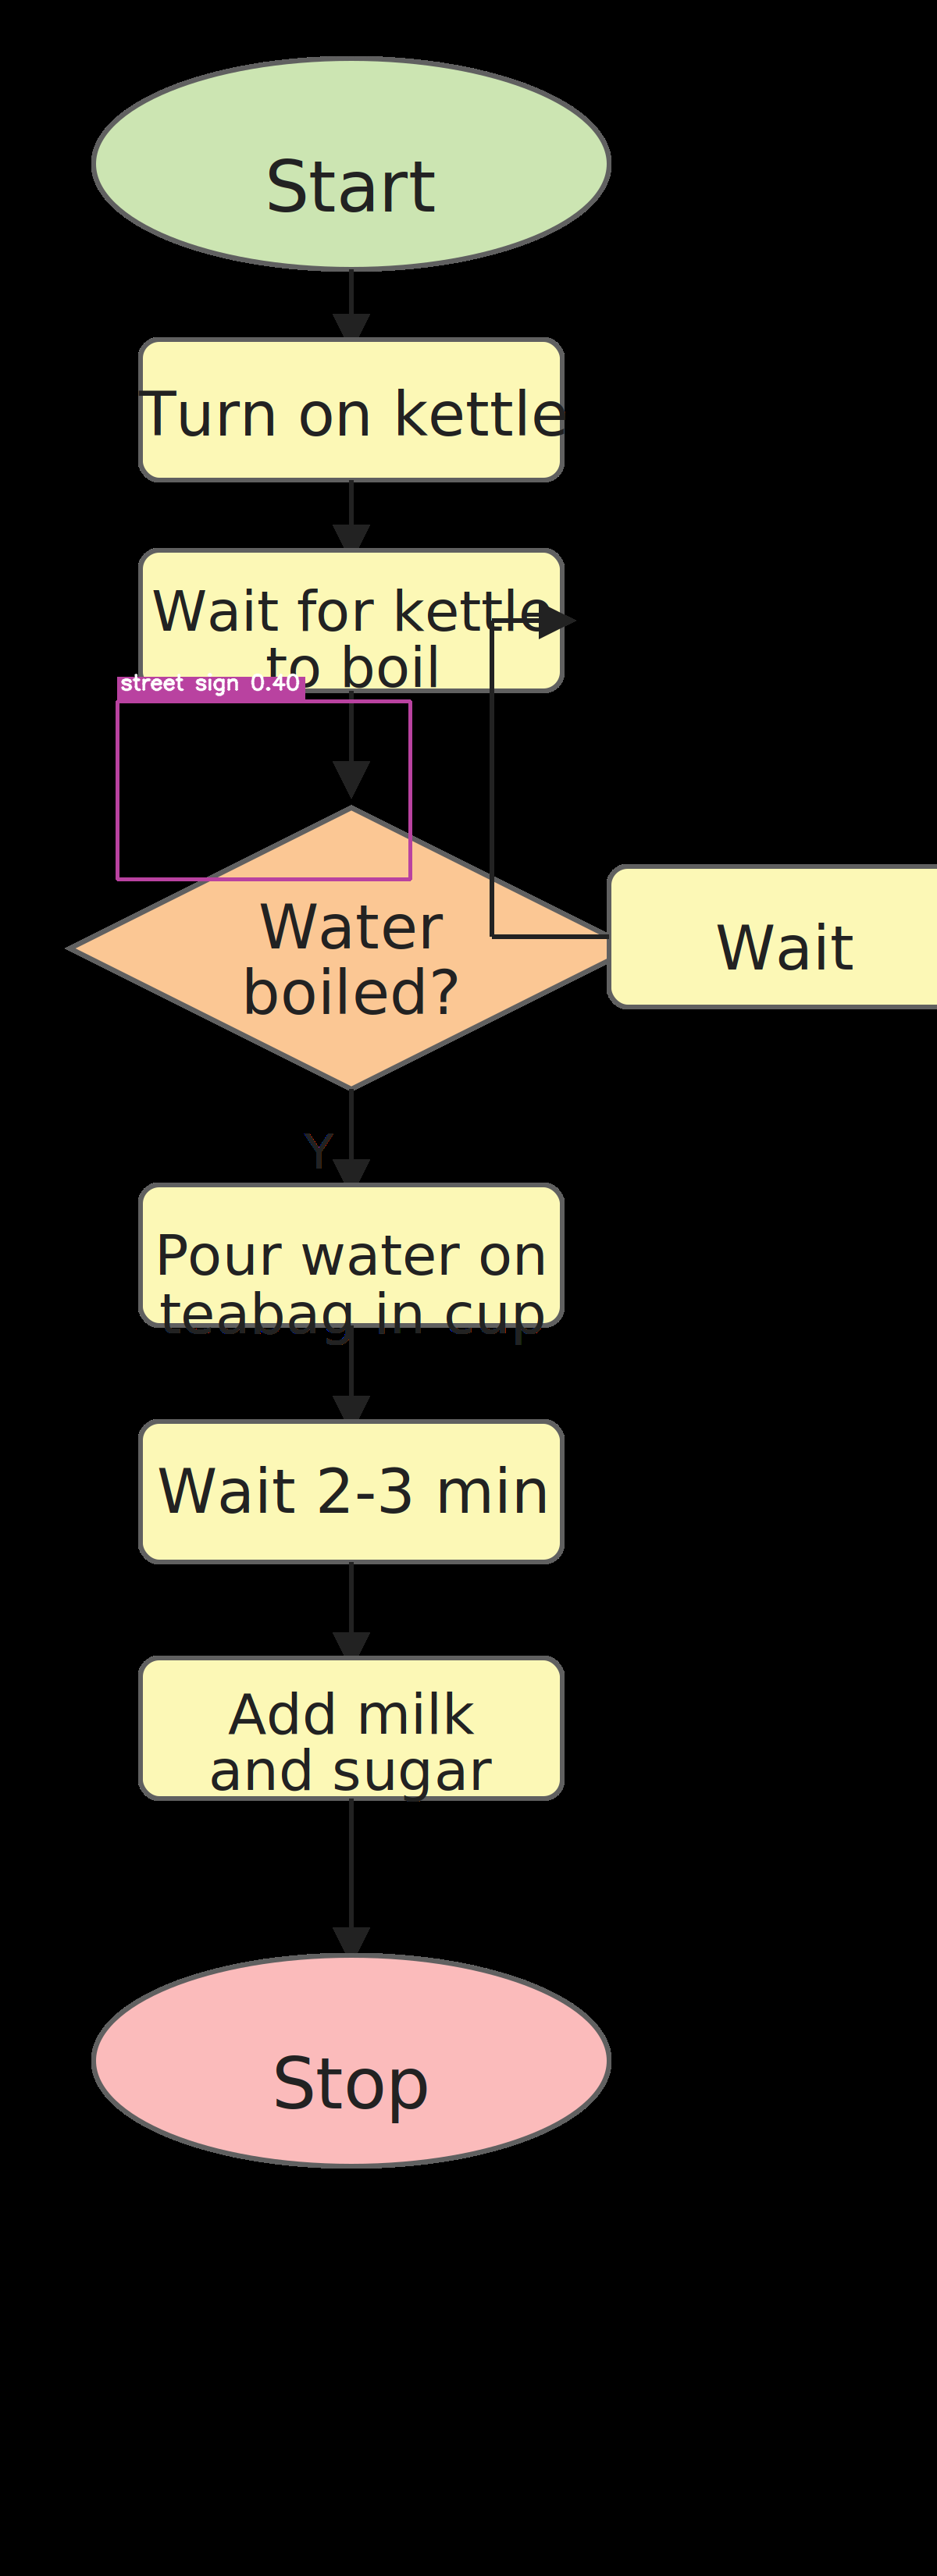 Start
Turn on kettle
Wait for kettle
to boil
street sign 0.40
Water
boiled?
Wait
Y
Pour water on
teabag in cup
Wait 2-3 min
Add milk
and sugar
Stop